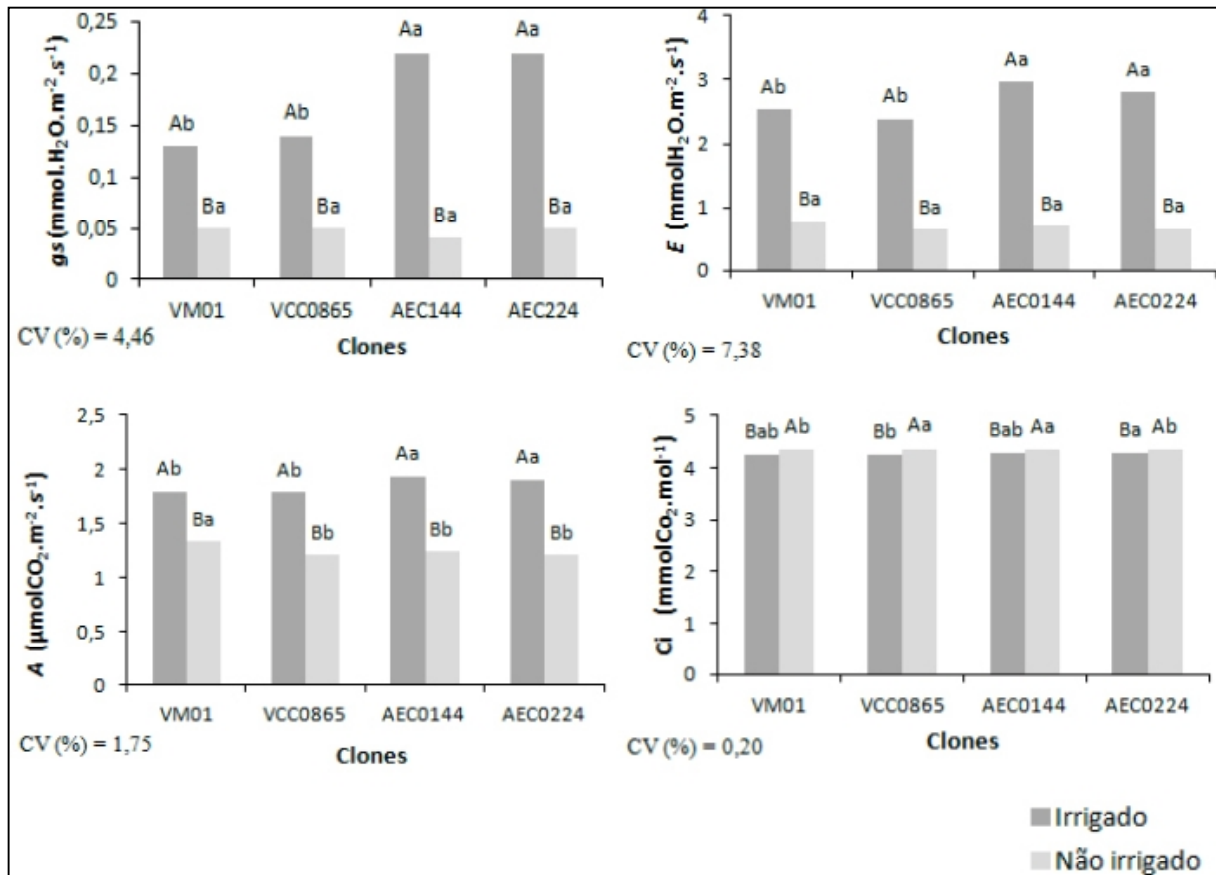 gs (mmol.H₂O.m⁻².s⁻¹)
0,25
0,2
0,15
0,1
0,05
0
Ab Ba Ab Ba Aa Ba Aa Ba
VM01 VCC0865 AEC144 AEC224
CV (%) = 4,46
Clones
E (mmolH₂O.m⁻².s⁻¹)
4
3
2
1
0
Ab Ba Ab Ba Aa Ba Aa Ba
VM01 VCC0865 AEC0144 AEC0224
Clones
CV (%) = 7,38
A (μmolCO₂.m⁻².s⁻¹)
2,5
2
1,5
1
0,5
0
Ab Ba Ab Bb Aa Bb Aa Bb
VM01 VCC0865 AEC0144 AEC0224
CV (%) = 1,75
Clones
Ci (mmolCo₂.mol⁻¹)
5
4
3
2
1
0
Bab Ab Bb Aa Bab Aa Ba Ab
VM01 VCC0865 AEC0144 AEC0224
Clones
CV (%) = 0,20
Irrigado
Não irrigado